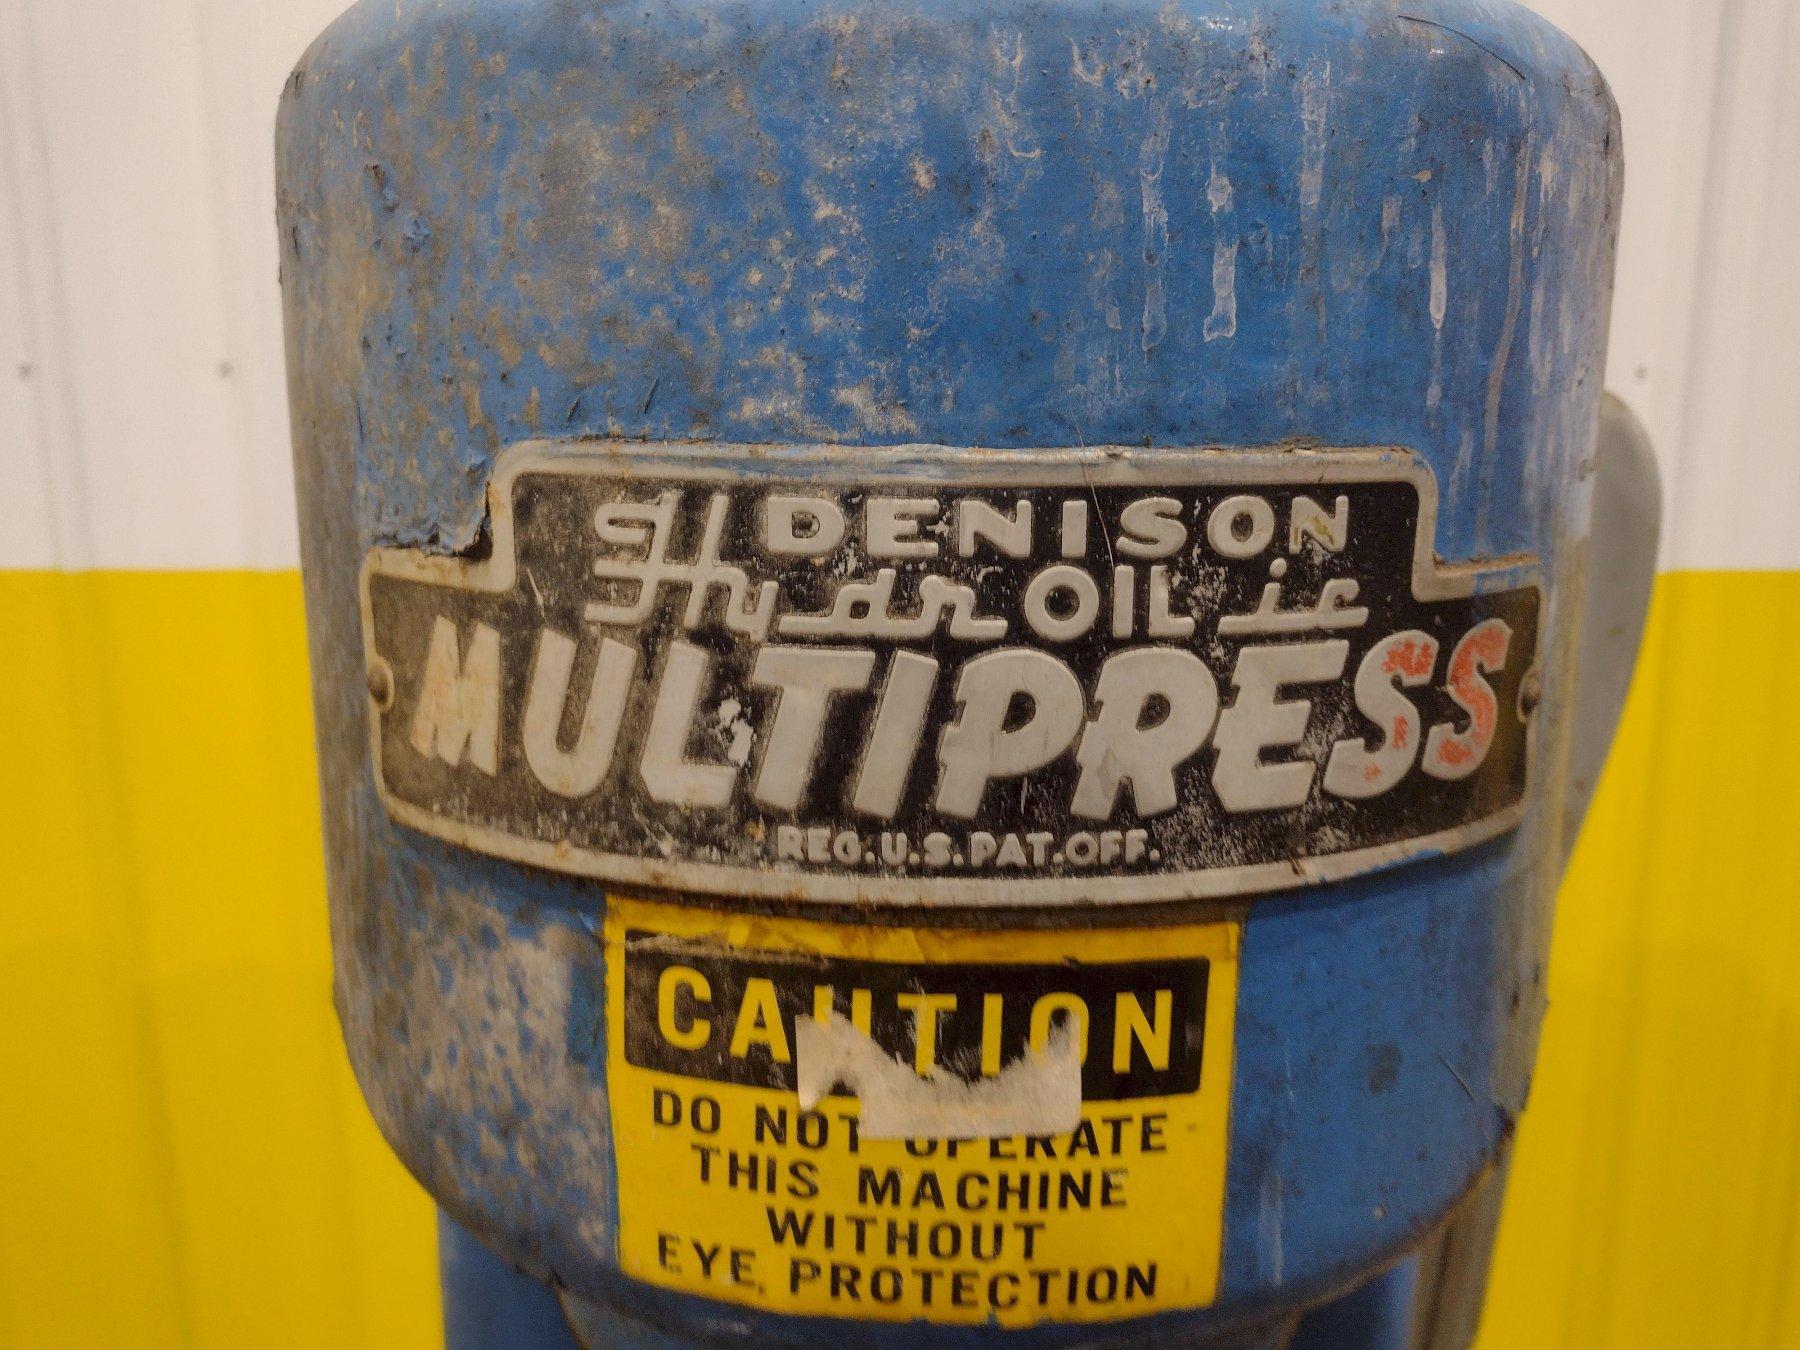 DENISON
HydrOILic
MULTIPRESS
REG.U.S.PAT.OFF.
CAUTION
DO NOT OPERATE
THIS MACHINE
WITHOUT
EYE PROTECTION